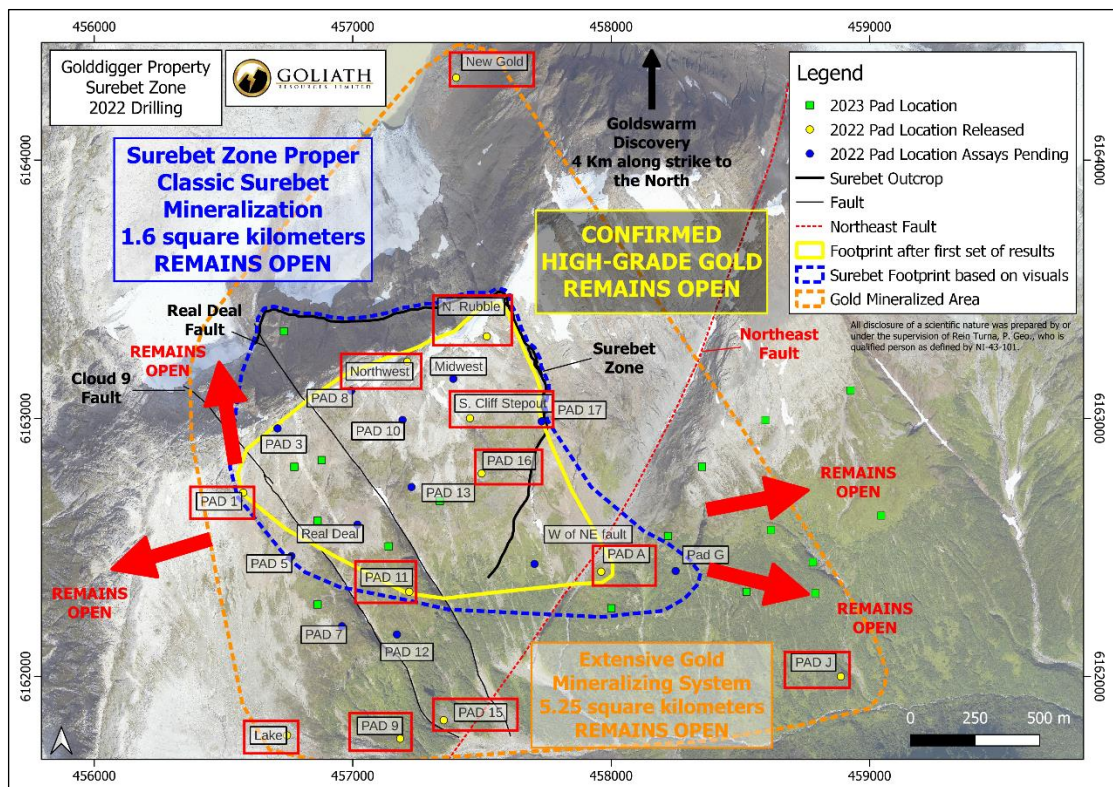 456000
457000
458000
459000
Golddigger Property
Surebet Zone
2022 Drilling
GOLIATH
RESOURCES LIMITED
New Gold
Goldswarm
Discovery
4 Km along strike to
the North
Legend
2023 Pad Location
2022 Pad Location Released
2022 Pad Location Assays Pending
Surebet Outcrop
Fault
Northeast Fault
Footprint after first set of results
Surebet Footprint based on visuals
Gold Mineralized Area
All disclosure of a scientific nature was prepared by or
under the supervision of Rein Turna, P. Geo., who is
qualified person as defined by NI-43-101.
6164000
6164000
Surebet Zone Proper
Classic Surebet
Mineralization
1.6 square kilometers
REMAINS OPEN
CONFIRMED
HIGH-GRADE GOLD
REMAINS OPEN
Real Deal
Fault
N. Rubble
REMAINS
OPEN
Northeast
Fault
Surebet
Zone
Cloud 9
Fault
Northwest
Midwest
PAD 8
S. Cliff Stepout
PAD 17
6163000
6163000
PAD 3
PAD 10
PAD 16
PAD 13
PAD 1
REMAINS
OPEN
Real Deal
W of NE fault
PAD A
Pad G
PAD 5
PAD 11
REMAINS
OPEN
REMAINS
OPEN
PAD 7
PAD 12
Extensive Gold
Mineralizing System
5.25 square kilometers
REMAINS OPEN
PAD J
6162000
6162000
PAD 15
Lake
PAD 9
0 250 500 m
456000
457000
458000
459000